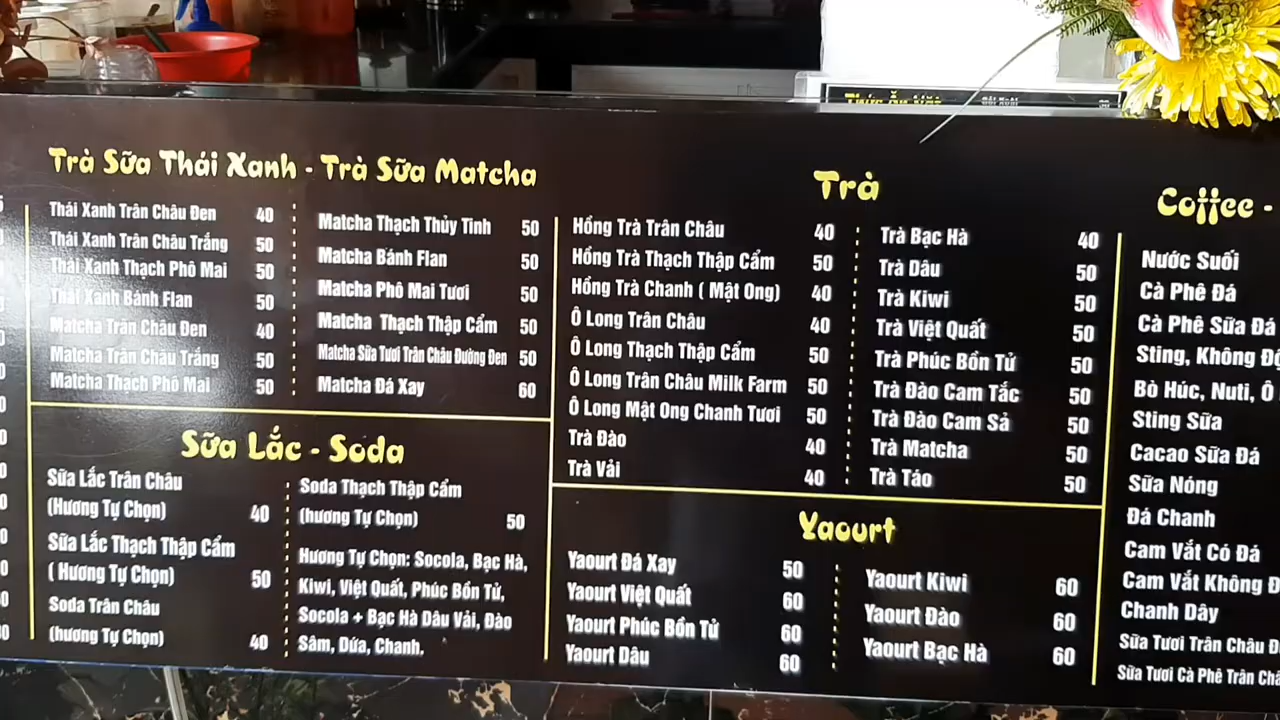 Thức Ăn Vặt
Trà Sữa Thái Xanh - Trà Sữa Matcha
Thái Xanh Trân Châu Đen 40
Thái Xanh Trân Châu Trắng 50
Thái Xanh Thạch Phô Mai 50
Thái Xanh Bánh Flan 50
Matcha Trân Châu Đen 40
Matcha Trân Châu Trắng 50
Matcha Thạch Phô Mai 50
Matcha Thạch Thủy Tinh 50
Matcha Bánh Flan 50
Matcha Phô Mai Tươi 50
Matcha Thạch Thập Cẩm 50
Matcha Sữa Tươi Trân Châu Đường Đen 50
Matcha Đá Xay 60
Sữa Lắc - Soda
Sữa Lắc Trân Châu
(Hương Tự Chọn) 40
Sữa Lắc Thạch Thập Cẩm
( Hương Tự Chọn) 50
Soda Trân Châu
(hương Tự Chọn) 40
Soda Thạch Thập Cẩm
(hương Tự Chọn) 50
Hương Tự Chọn: Socola, Bạc Hà,
Kiwi, Việt Quất, Phúc Bồn Tử,
Socola + Bạc Hà Dâu Vải, Đào
Sâm, Dứa, Chanh.
Trà
Hồng Trà Trân Châu 40
Hồng Trà Thạch Thập Cẩm 50
Hồng Trà Chanh ( Mật Ong) 40
Ô Long Trân Châu 40
Ô Long Thạch Thập Cẩm 50
Ô Long Trân Châu Milk Farm 50
Ô Long Mật Ong Chanh Tươi 50
Trà Đào 40
Trà Vải 40
Trà Bạc Hà 40
Trà Dâu 50
Trà Kiwi 50
Trà Việt Quất 50
Trà Phúc Bồn Tử 50
Trà Đào Cam Tắc 50
Trà Đào Cam Sả 50
Trà Matcha 50
Trà Táo 50
Yaourt
Yaourt Đá Xay 50
Yaourt Việt Quất 60
Yaourt Phúc Bồn Tử 60
Yaourt Dâu 60
Yaourt Kiwi 60
Yaourt Đào 60
Yaourt Bạc Hà 60
Coffee -
Nước Suối
Cà Phê Đá
Cà Phê Sữa Đá
Sting, Không Độ
Bò Húc, Nuti, Ô
Sting Sữa
Cacao Sữa Đá
Sữa Nóng
Đá Chanh
Cam Vắt Có Đá
Cam Vắt Không
Chanh Dây
Sữa Tươi Trân Châu
Sữa Tươi Cà Phê Trân